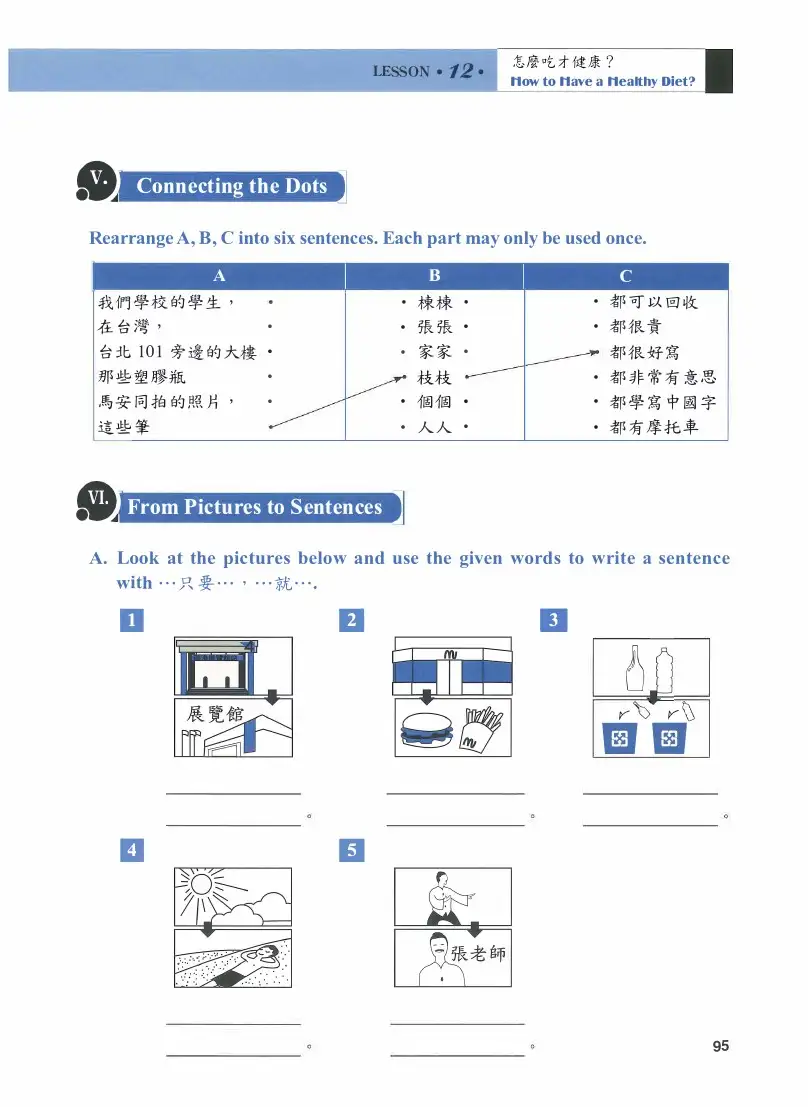 LESSON • 12 •
怎麼吃才健康？
How to Have a Healthy Diet?
V. Connecting the Dots
Rearrange A, B, C into six sentences. Each part may only be used once.
A B C
我們學校的學生， • • 棟棟 • • 都可以回收
在台灣， • • 張張 • • 都很貴
台北 101 旁邊的大樓 • • 家家 • • 都很好寫
那些塑膠瓶 • • 枝枝 • • 都非常有意思
馬安同拍的照片， • • 個個 • • 都學寫中國字
這些筆 • • 人人 • • 都有摩托車
VI. From Pictures to Sentences
A. Look at the pictures below and use the given words to write a sentence
with …只要…，…就….
1 2 3
展覽館
。 。 。
4 5
張老師
。 。
95